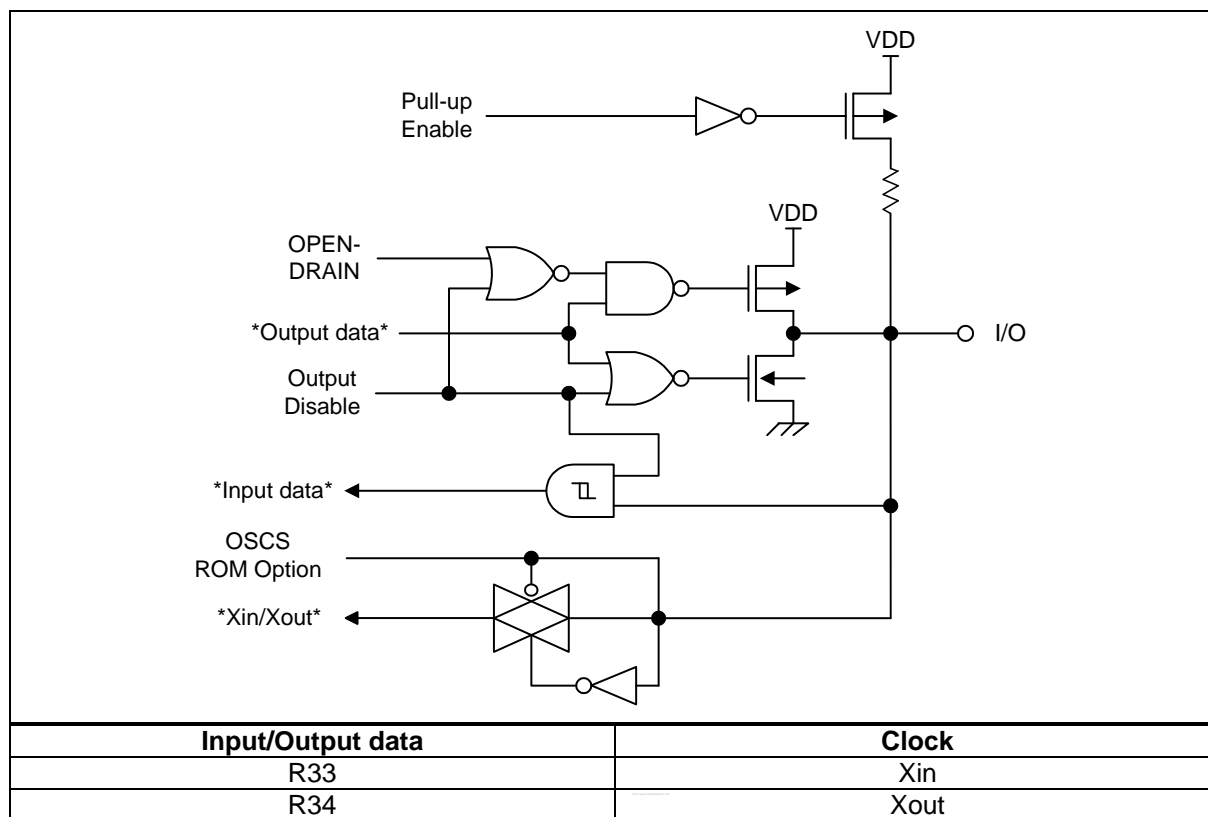 VDD
Pull-up
Enable
VDD
OPEN-
DRAIN
*Output data*
I/O
Output
Disable
*Input data*
OSCS
ROM Option
*Xin/Xout*
Input/Output data Clock
R33 Xin
R34 Xout